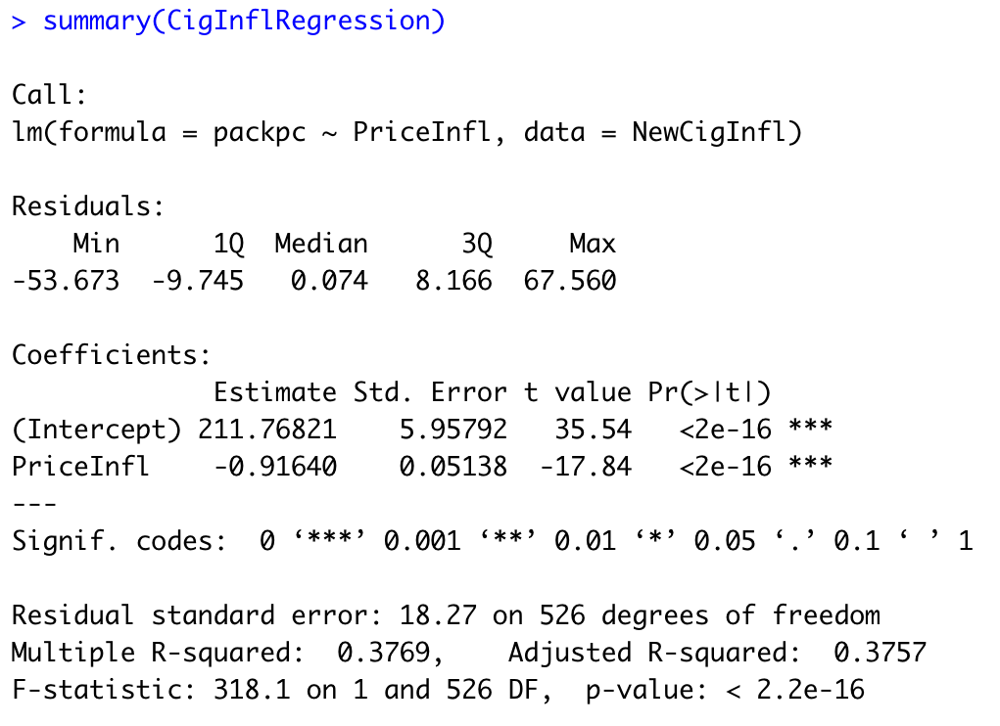 > summary(CigInflRegression)
Call:
lm(formula = packpc ~ PriceInfl, data = NewCigInfl)
Residuals:
    Min      1Q  Median      3Q     Max
-53.673  -9.745   0.074   8.166  67.560
Coefficients:
             Estimate Std. Error t value Pr(>|t|)
(Intercept) 211.76821    5.95792   35.54   <2e-16 ***
PriceInfl    -0.91640    0.05138  -17.84   <2e-16 ***
---
Signif. codes:  0 ‘***’ 0.001 ‘**’ 0.01 ‘*’ 0.05 ‘.’ 0.1 ‘ ’ 1
Residual standard error: 18.27 on 526 degrees of freedom
Multiple R-squared:  0.3769,    Adjusted R-squared:  0.3757
F-statistic: 318.1 on 1 and 526 DF,  p-value: < 2.2e-16